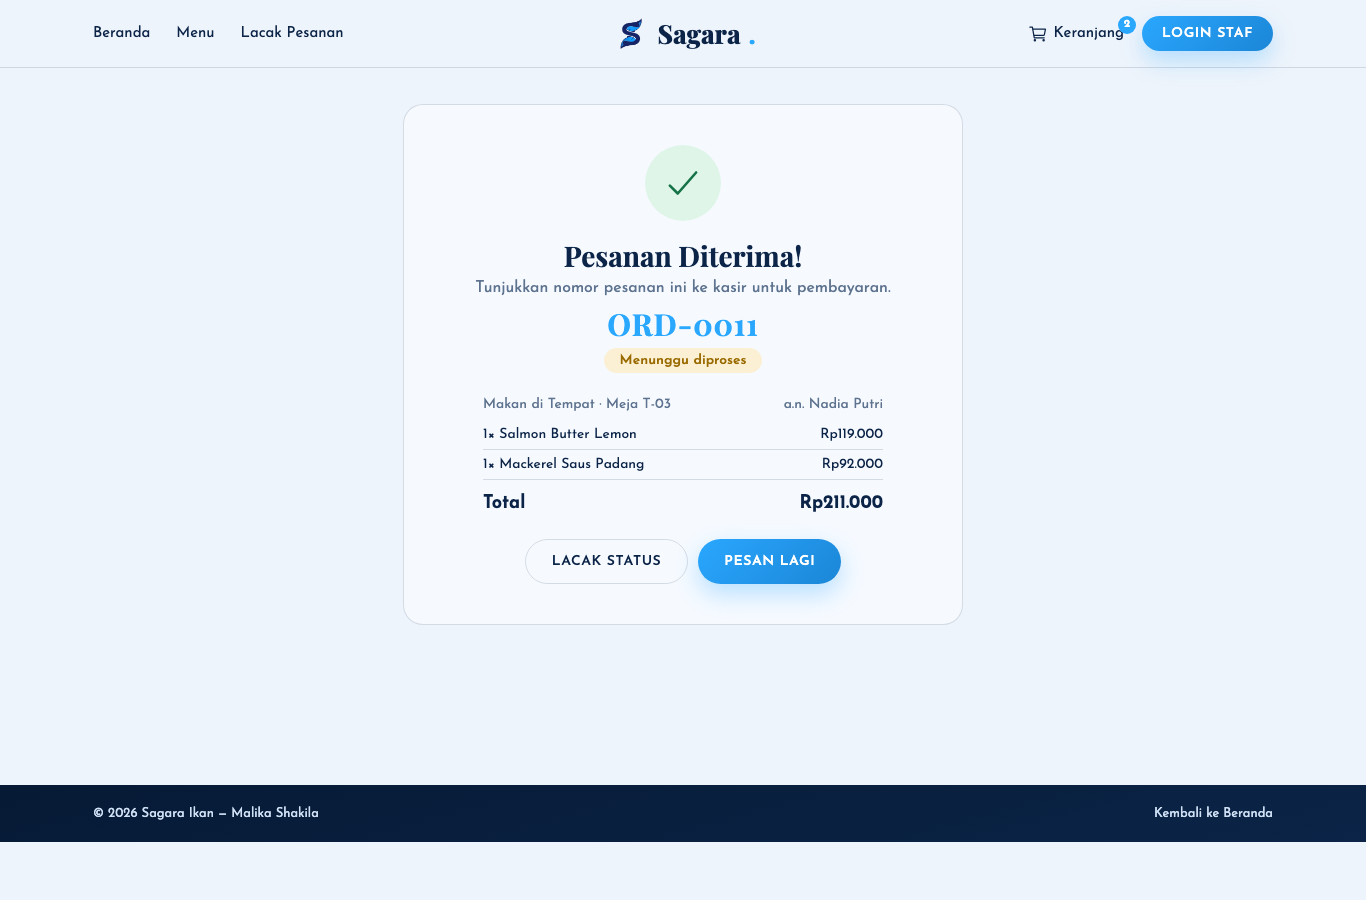 Beranda Menu Lacak Pesanan Sagara . Keranjang 2 LOGIN STAF
Pesanan Diterima!
Tunjukkan nomor pesanan ini ke kasir untuk pembayaran.
ORD-0011
Menunggu diproses
Makan di Tempat · Meja T-03 a.n. Nadia Putri
1× Salmon Butter Lemon Rp119.000
1× Mackerel Saus Padang Rp92.000
Total Rp211.000
LACAK STATUS PESAN LAGI
© 2026 Sagara Ikan — Malika Shakila Kembali ke Beranda